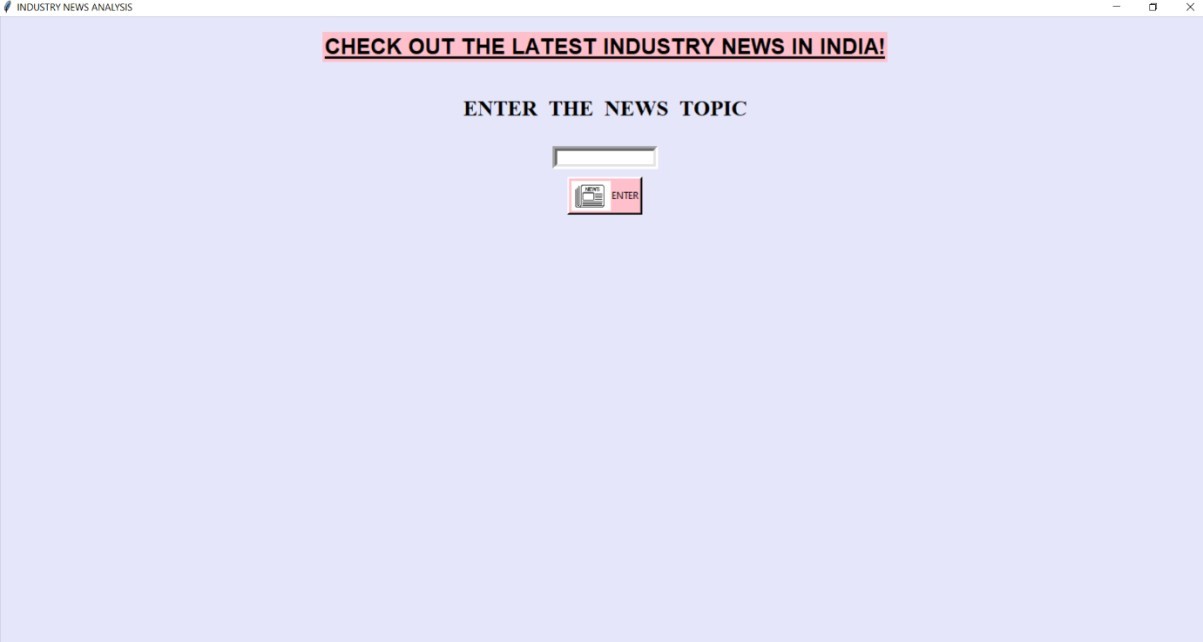 INDUSTRY NEWS ANALYSIS
CHECK OUT THE LATEST INDUSTRY NEWS IN INDIA!
ENTER THE NEWS TOPIC
NEWS
ENTER